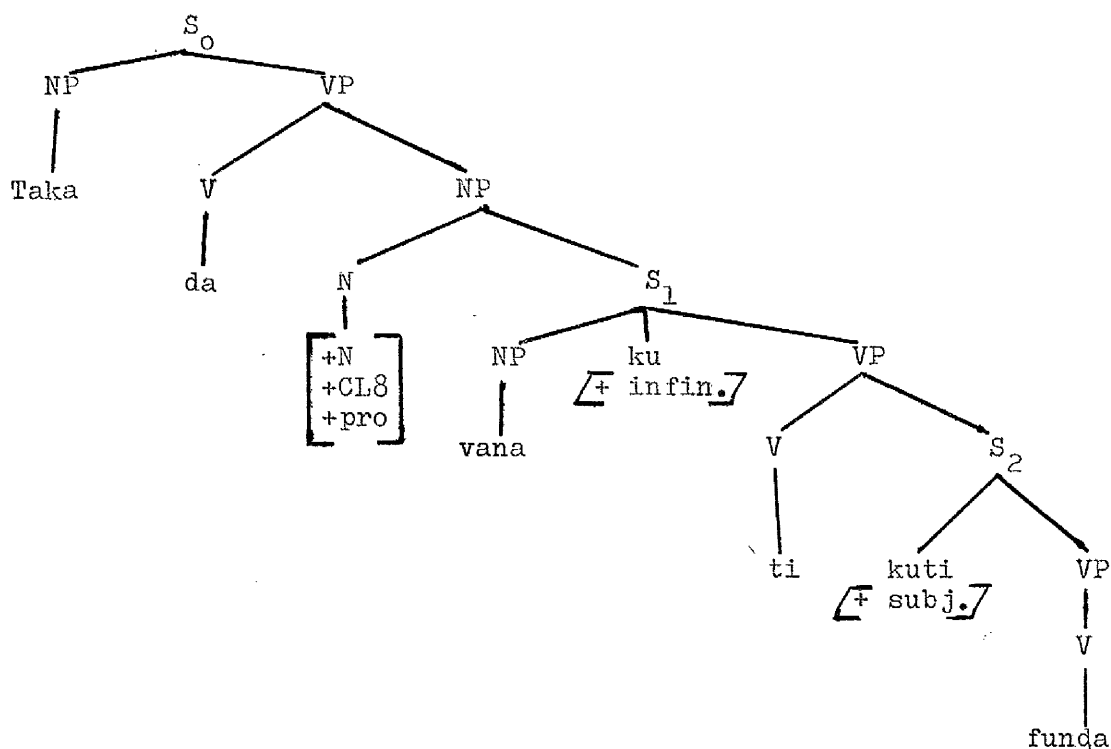 S₀
NP VP
Taka V NP
da N S₁
[+N NP ku VP
+CL8 [+ infin.]
+pro] vana V S₂
ti kuti VP
[+ subj.]
V
funda